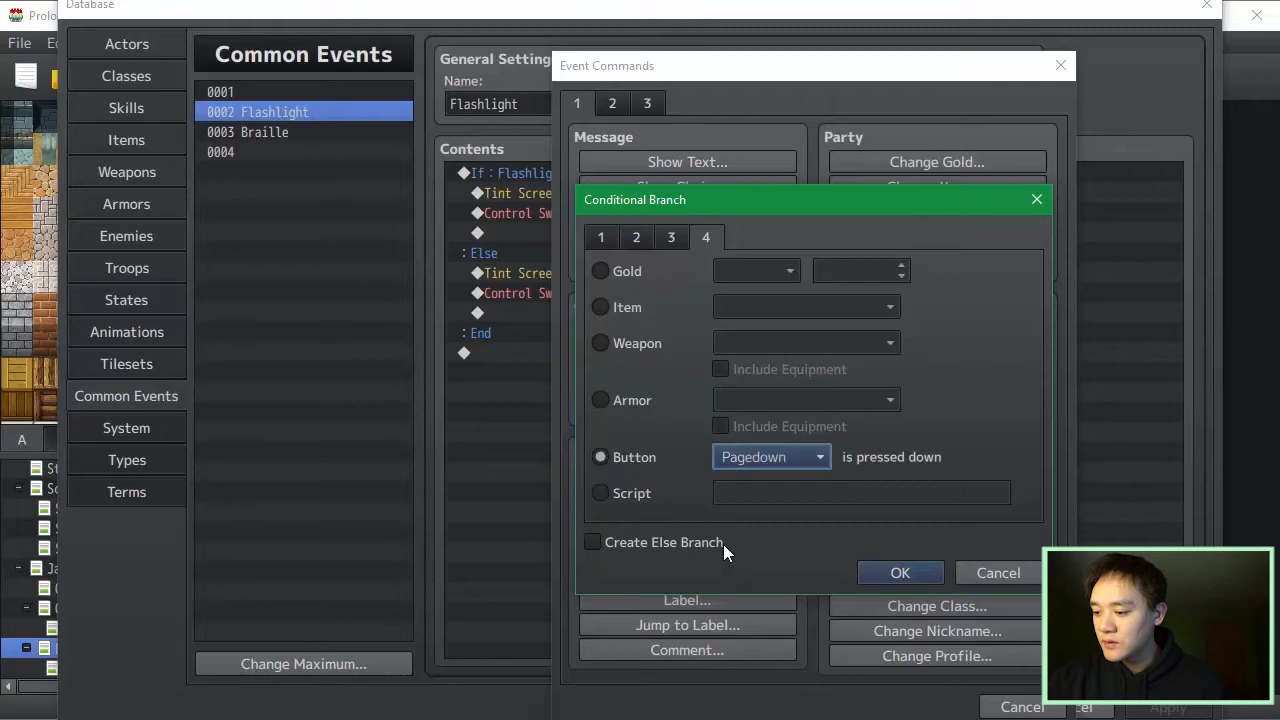 Database
Prolo
File
Actors
Classes
Skills
Items
Weapons
Armors
Enemies
Troops
States
Animations
Tilesets
Common Events
System
Types
Terms
A
Common Events
0001
0002 Flashlight
0003 Braille
0004
Change Maximum...
General Setting
Name:
Flashlight
Contents
◆If : Flashlig
◆Tint Scree
◆Control Sw
◆
: Else
◆Tint Scree
◆Control Sw
◆
: End
◆
Event Commands
1 2 3
Message
Party
Show Text...
Change Gold...
Conditional Branch
1 2 3 4
Gold
Item
Weapon
Include Equipment
Armor
Include Equipment
Button Pagedown is pressed down
Script
Create Else Branch
OK Cancel
Label...
Change Class...
Jump to Label...
Change Nickname...
Comment...
Change Profile...
Cancel
Apply